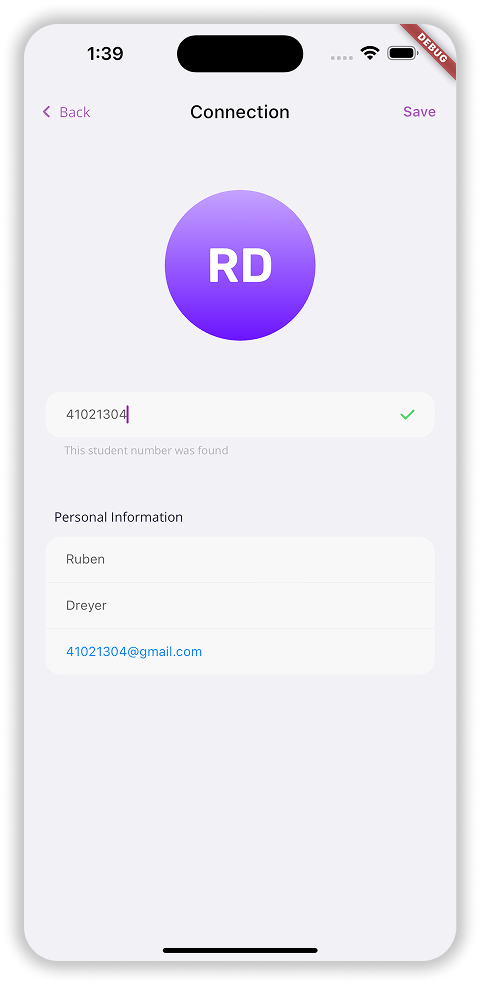 1:39
DEBUG
Back
Connection
Save
RD
41021304
This student number was found
Personal Information
Ruben
Dreyer
41021304@gmail.com